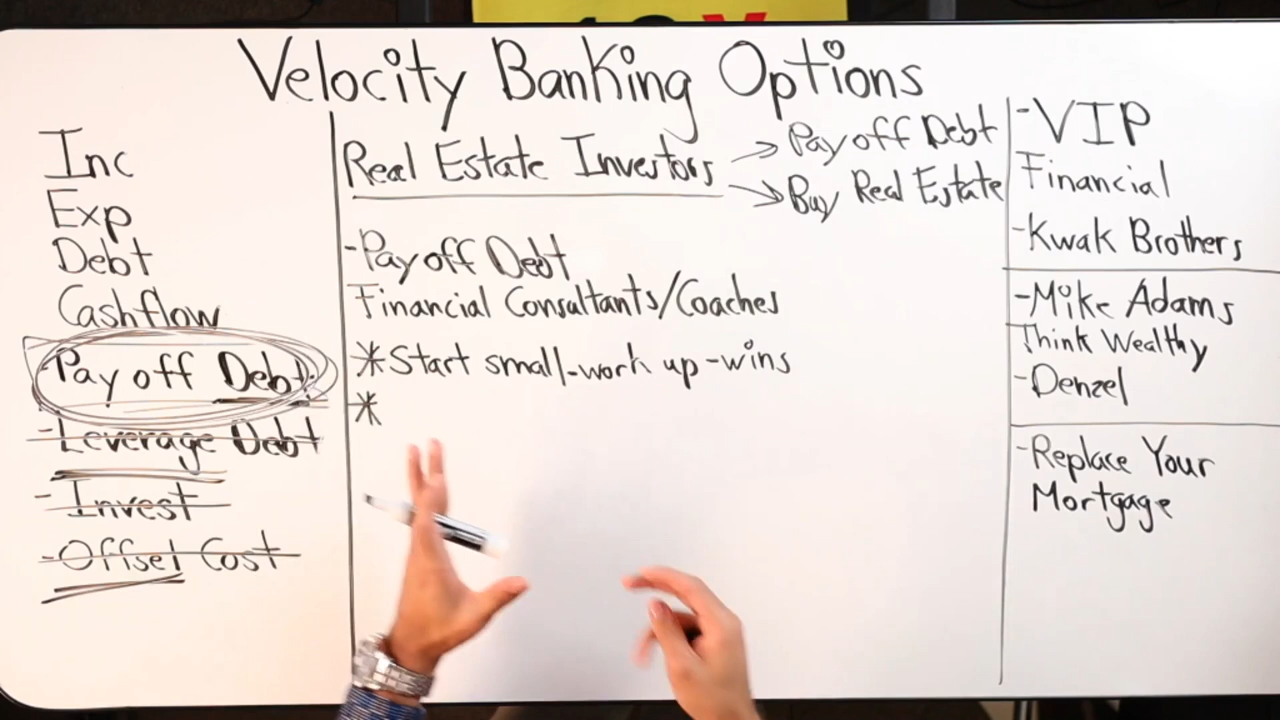 Velocity Banking Options
Inc
Exp
Debt
Cashflow
Pay off Debt
-Leverage Debt
-Invest
-Offset Cost
Real Estate Investors
→ Pay off Debt
→ Buy Real Estate
-Pay off Debt
Financial Consultants/Coaches
*Start small-work up-wins
*
-VIP
Financial
-Kwak Brothers
-Mike Adams
Think Wealthy
-Denzel
-Replace Your
Mortgage